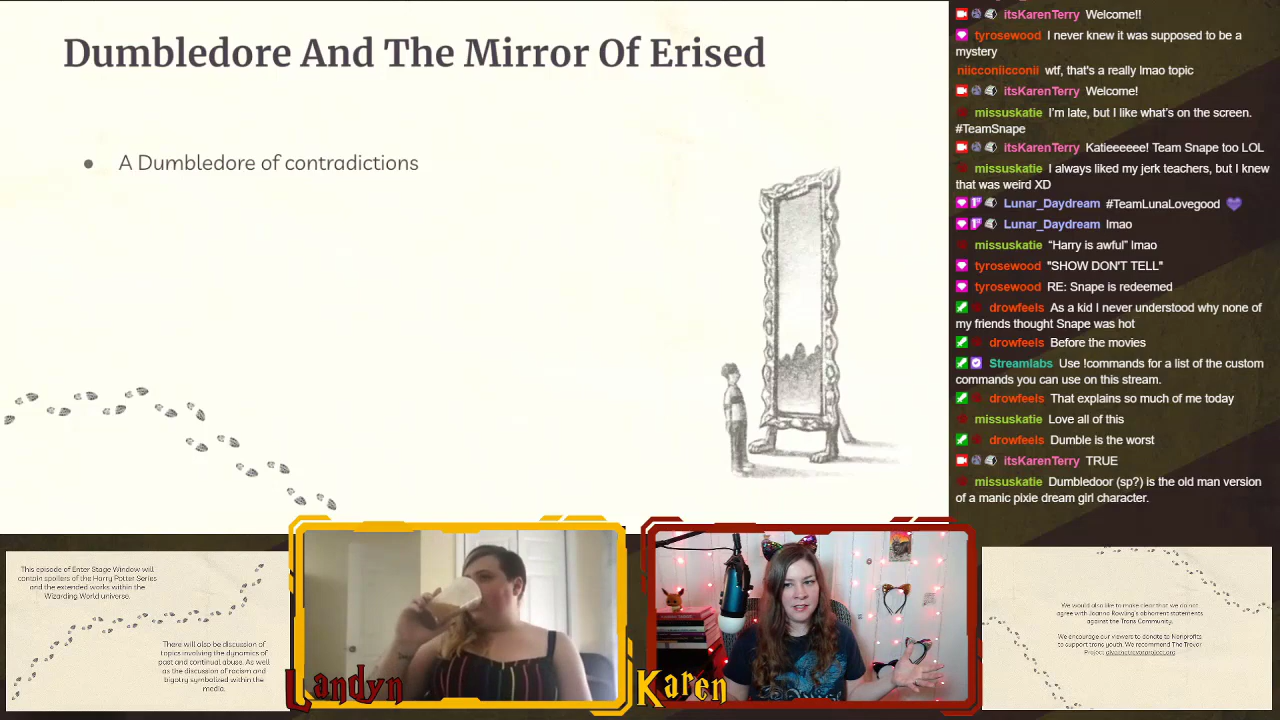 Dumbledore And The Mirror Of Erised
● A Dumbledore of contradictions
itsKarenTerry Welcome!!
tyrosewood I never knew it was supposed to be a
mystery
niicconiicconii wtf, that's a really lmao topic
itsKarenTerry Welcome!
missuskatie I'm late, but I like what's on the screen.
#TeamSnape
itsKarenTerry Katieeeeee! Team Snape too LOL
missuskatie I always liked my jerk teachers, but I knew
that was weird XD
Lunar_Daydream #TeamLunaLovegood 💜
Lunar_Daydream lmao
missuskatie “Harry is awful” lmao
tyrosewood "SHOW DON'T TELL"
tyrosewood RE: Snape is redeemed
drowfeels As a kid I never understood why none of
my friends thought Snape was hot
drowfeels Before the movies
Streamlabs Use !commands for a list of the custom
commands you can use on this stream.
drowfeels That explains so much of me today
missuskatie Love all of this
drowfeels Dumble is the worst
itsKarenTerry TRUE
missuskatie Dumbledoor (sp?) is the old man version
of a manic pixie dream girl character.
This episode of Enter Stage Window will
contain spoilers of the Harry Potter Series
and the extended works within the
Wizarding World universe.
There will also be discussion of
topics involving the dynamics of
past and continual abuse. As well
as the discussion of racism and
bigotry symbolized within the
media.
Landyn
Karen
We would also like to make clear that we do not
agree with Joanne Rowling's abhorrent statements
against the Trans Community.
We encourage our viewers to donate to Nonprofits
to support trans youth. We recommend The Trevor
Project